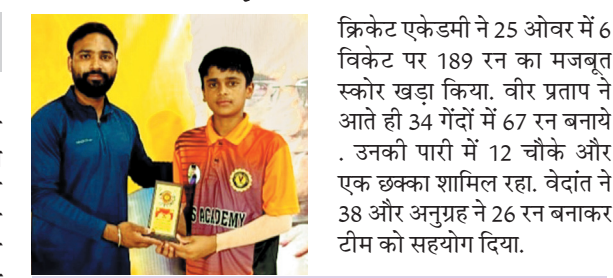 क्रिकेट एकेडमी ने 25 ओवर में 6
विकेट पर 189 रन का मजबूत
स्कोर खड़ा किया. वीर प्रताप ने
आते ही 34 गेंदों में 67 रन बनाये
. उनकी पारी में 12 चौके और
एक छक्का शामिल रहा. वेदांत ने
38 और अनुग्रह ने 26 रन बनाकर
टीम को सहयोग दिया.
S ACADEMY